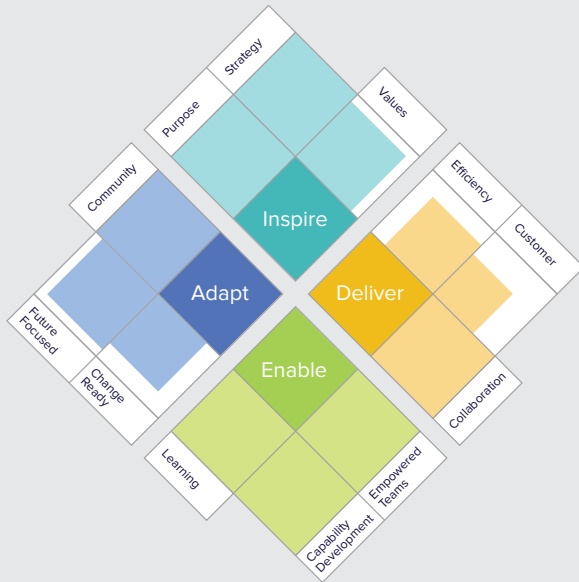 Strategy
Purpose
Values
Inspire
Community
Adapt
Future
Focused
Change
Ready
Efficiency
Customer
Deliver
Collaboration
Enable
Learning
Empowered
Teams
Capability
Development